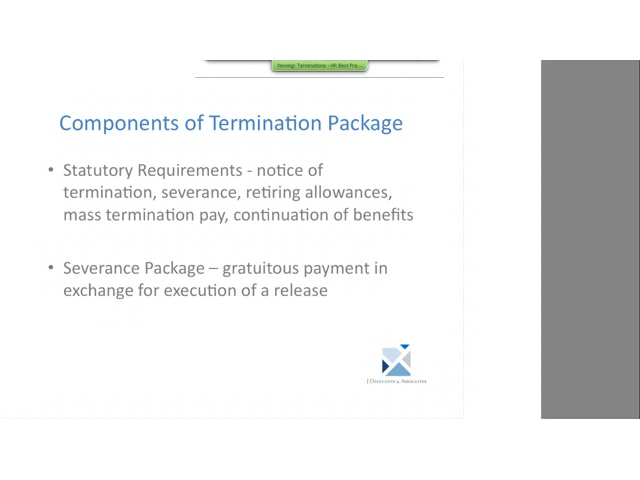 Viewing: Terminations - HR Best Pra...
Components of Termination Package
• Statutory Requirements - notice of
termination, severance, retiring allowances,
mass termination pay, continuation of benefits
• Severance Package – gratuitous payment in
exchange for execution of a release
& Associates